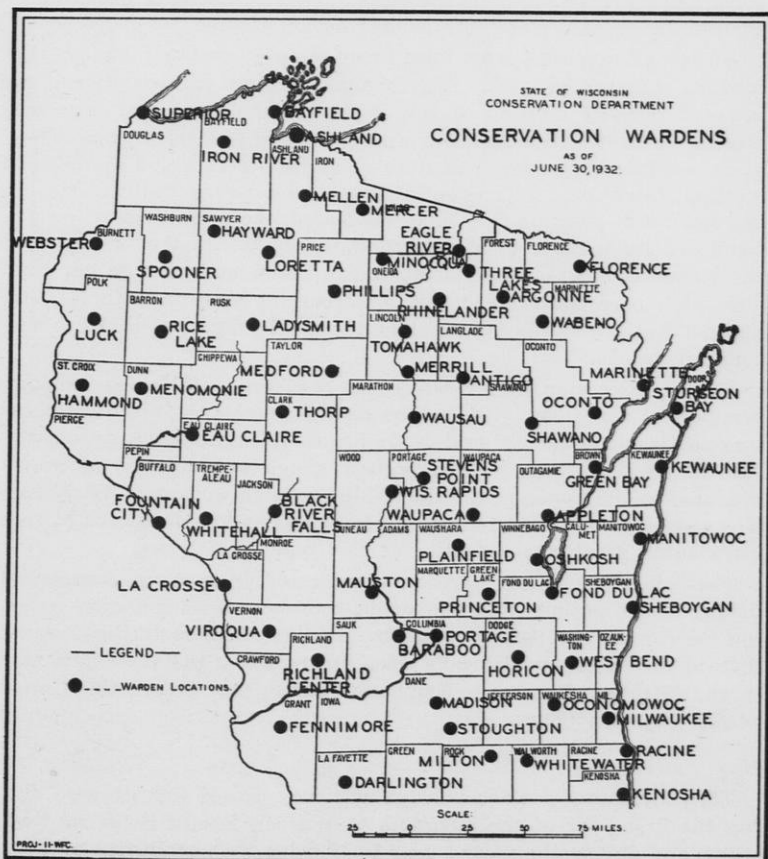 STATE OF WISCONSIN
CONSERVATION DEPARTMENT
CONSERVATION WARDENS
AS OF
JUNE 30, 1932.
SUPERIOR
BAYFIELD
DOUGLAS
BAYFIELD
ASHLAND
IRON RIVER
ASHLAND
IRON
MELLEN
MERCER
WASHBURN
SAWYER
BURNETT
HAYWARD
WEBSTER
EAGLE
RIVER
FOREST
FLORENCE
PRICE
SPOONER
LORETTA
MINOCQUA
ONEIDA
THREE
LAKES
FLORENCE
POLK
PHILLIPS
MARINETTE
ARGONNE
BARRON
RUSK
RHINELANDER
LUCK
RICE
LAKE
LADYSMITH
LINCOLN
LANGLADE
WABENO
TOMAHAWK
TAYLOR
OCONTO
ST. CROIX
DUNN
CHIPPEWA
MEDFORD
MERRILL
ANTIGO
SHAWANO
MARINETTE
DOOR
HAMMOND
MENOMONIE
MARATHON
STURGEON
BAY
CLARK
THORP
WAUSAU
OCONTO
PIERCE
EAU CLAIRE
EAU CLAIRE
SHAWANO
PEPIN
BUFFALO
TREMPE-
ALEAU
WOOD
PORTAGE
WAUPACA
BROWN
KEWAUNEE
STEVENS
POINT
OUTAGAMIE
GREEN BAY
KEWAUNEE
JACKSON
WIS. RAPIDS
FOUNTAIN
CITY
WHITEHALL
BLACK
RIVER
FALLS
WAUPACA
APPLETON
JUNEAU
ADAMS
WAUSHARA
WINNEBAGO
CALU-
MET
MANITOWOC
MONROE
MANITOWOC
PLAINFIELD
LA CROSSE
OSHKOSH
MARQUETTE
GREEN
LAKE
FOND DU LAC
SHEBOYGAN
LA CROSSE
MAUSTON
PRINCETON
FOND DU LAC
SHEBOYGAN
VERNON
SAUK
COLUMBIA
DODGE
VIROQUA
BARABOO
PORTAGE
WASHING-
TON
OZAUK-
EE
RICHLAND
LEGEND
CRAWFORD
RICHLAND
CENTER
HORICON
WEST BEND
WARDEN LOCATIONS
DANE
GRANT
IOWA
JEFFERSON
WAUKESHA
MIL.
MADISON
OCONOMOWOC
MILWAUKEE
FENNIMORE
STOUGHTON
LA FAYETTE
GREEN
ROCK
WALWORTH
RACINE
RACINE
MILTON
WHITEWATER
KENOSHA
DARLINGTON
KENOSHA
SCALE:
25 0 25 75 MILES.